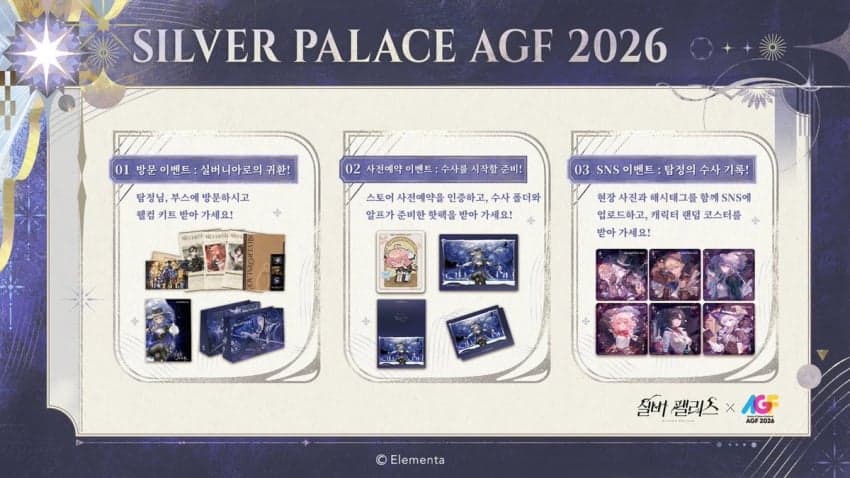 SILVER PALACE AGF 2026
01 방문 이벤트 : 실버니아로의 귀환!
탐정님, 부스에 방문하시고
웰컴 키트 받아 가세요!
02 사전예약 이벤트 : 수사를 시작할 준비!
스토어 사전예약을 인증하고, 수사 폴더와
알프가 준비한 핫팩을 받아 가세요!
03 SNS 이벤트 : 탐정의 수사 기록!
현장 사진과 해시태그를 함께 SNS에
업로드하고, 캐릭터 랜덤 코스터를
받아 가세요!
실버 팰리스 × AGF
AGF 2026
© Elementa